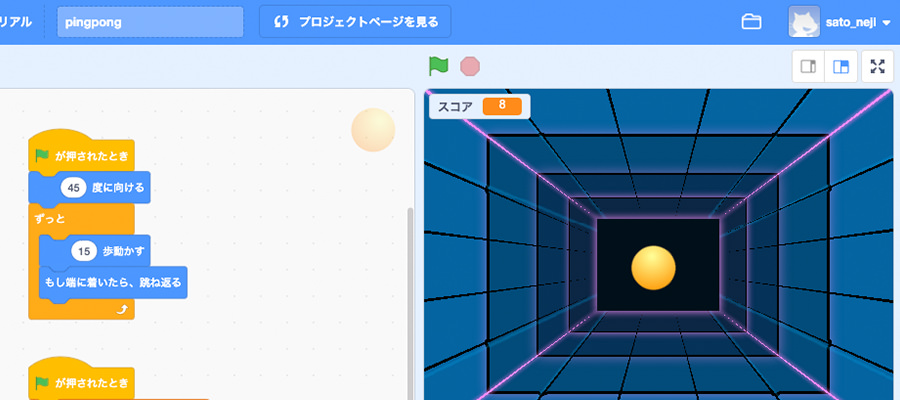 リアル
pingpong
プロジェクトページを見る
sato_neji
スコア 8
が押されたとき
45 度に向ける
ずっと
15 歩動かす
もし端に着いたら、跳ね返る
が押されたとき